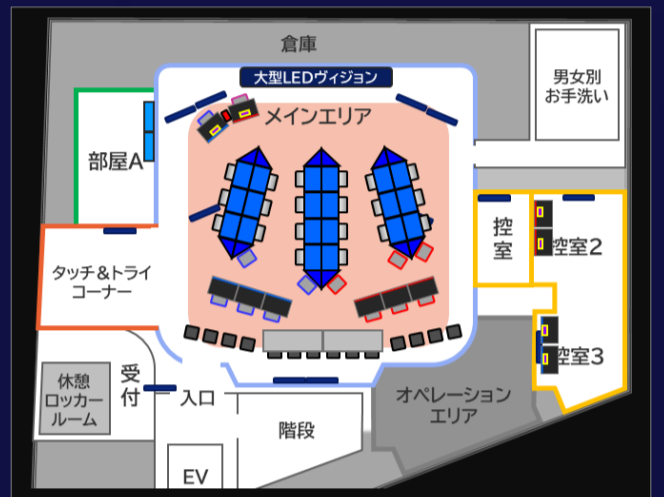 倉庫
大型LEDヴィジョン
男女別
お手洗い
メインエリア
部屋A
控
室
控室2
タッチ&トライ
コーナー
控室3
休憩
ロッカー
ルーム
受
付
入口
オペレーション
エリア
階段
EV